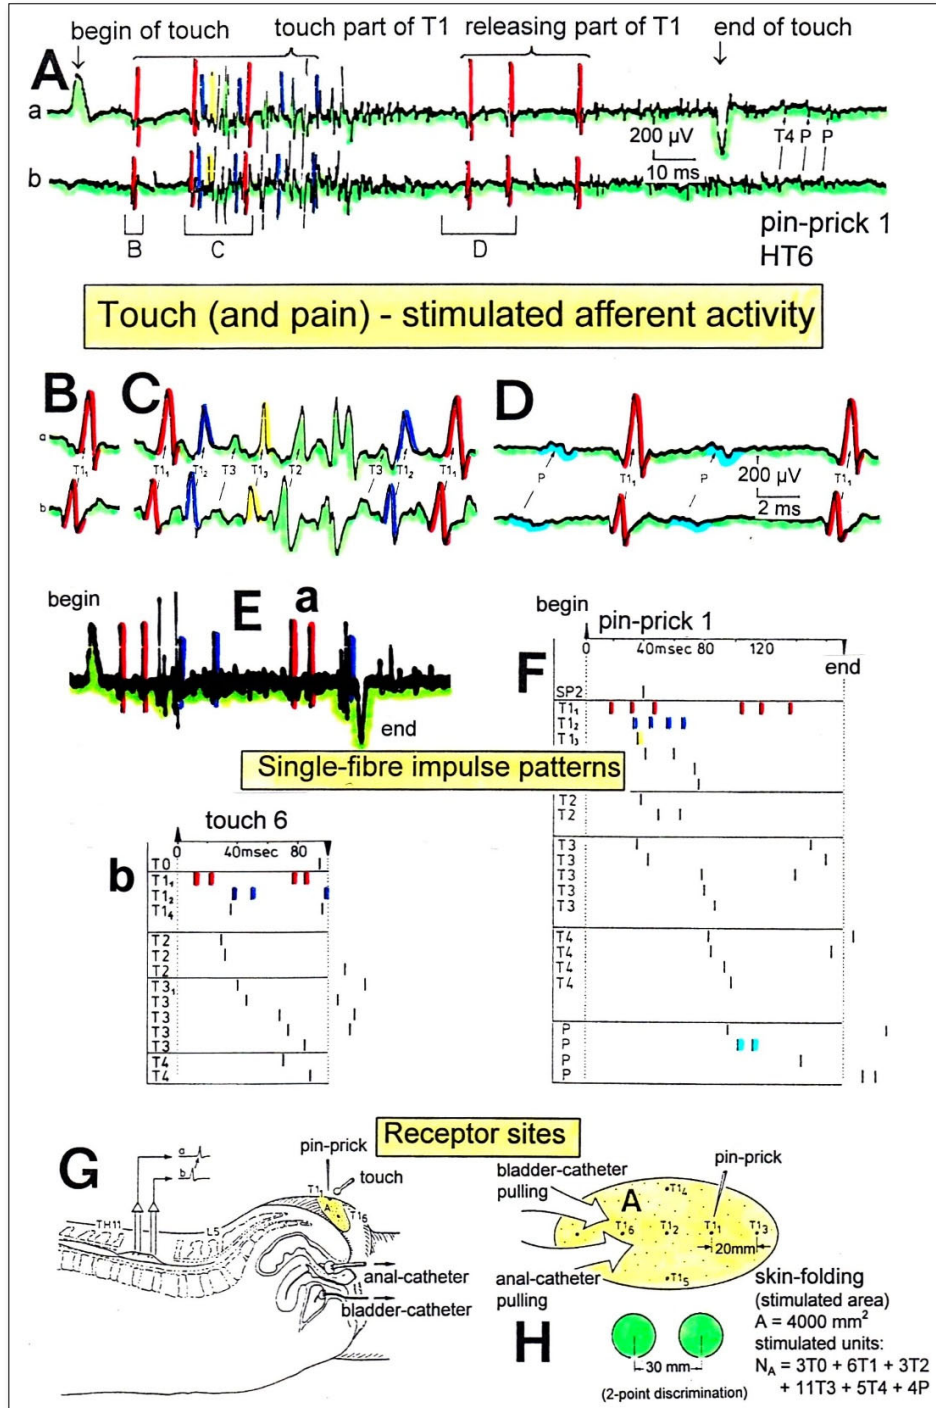 begin of touch
touch part of T1
releasing part of T1
end of touch
A
a
200 µV
10 ms
T4 P P
b
B
C
D
pin-prick 1
HT6
Touch (and pain) - stimulated afferent activity
B
C
D
a
T1₁
T1₁
T1₂
T3
T1₃
T2
T3
T1₂
T1₁
P
T1₁
P
200 µV
T1₁
b
2 ms
begin
E
a
end
begin
pin-prick 1
0
40msec
80
120
end
F
SP2
T1₁
T1₂
T1₃
T2
T2
T3
T3
T3
T3
T3
T4
T4
T4
T4
P
P
P
P
Single-fibre impulse patterns
touch 6
0
40msec
80
b
T0
T1₁
T1₂
T1₄
T2
T2
T2
T3₁
T3
T3
T3
T3
T4
T4
Receptor sites
G
a
b
pin-prick
touch
T1₁
A
T1₆
TH11
L5
anal-catheter
bladder-catheter
bladder-catheter
pulling
pin-prick
A
T1₄
T1₆
T1₂
T1₁
T1₃
20mm
T1₅
anal-catheter
pulling
H
30 mm
(2-point discrimination)
skin-folding
(stimulated area)
A = 4000 mm²
stimulated units:
N_A = 3T0 + 6T1 + 3T2
+ 11T3 + 5T4 + 4P